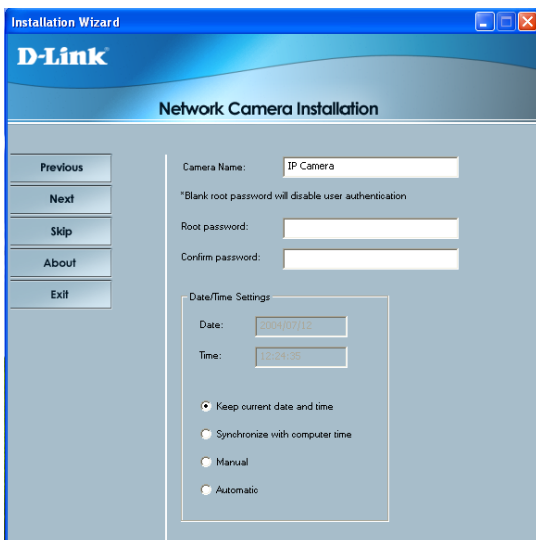 Installation Wizard
D-Link
Network Camera Installation
Previous
Next
Skip
About
Exit
Camera Name: IP Camera
*Blank root password will disable user authentication
Root password:
Confirm password:
Date/Time Settings
Date: 2004/07/12
Time: 12:24:35
Keep current date and time
Synchronize with computer time
Manual
Automatic